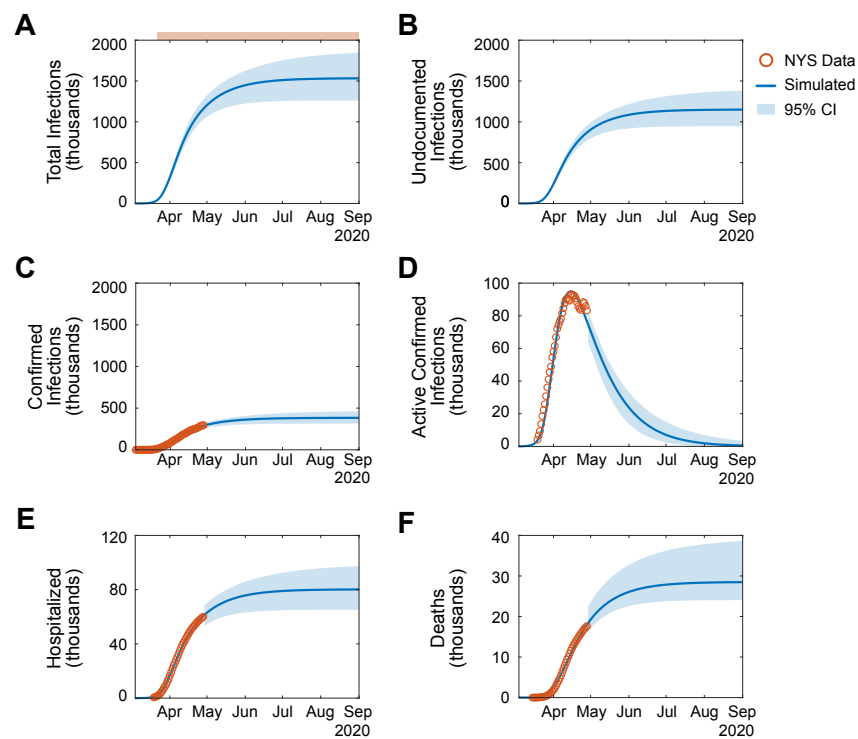 A
Total Infections
(thousands)
2000
1500
1000
500
0
Apr May Jun Jul Aug Sep
2020
B
Undocumented
Infections
(thousands)
2000
1500
1000
500
0
Apr May Jun Jul Aug Sep
2020
NYS Data
Simulated
95% CI
C
Confirmed
Infections
(thousands)
2000
1500
1000
500
0
Apr May Jun Jul Aug Sep
2020
D
Active Confirmed
Infections
(thousands)
100
80
60
40
20
0
Apr May Jun Jul Aug Sep
2020
E
Hospitalized
(thousands)
120
80
40
0
Apr May Jun Jul Aug Sep
2020
F
Deaths
(thousands)
40
30
20
10
0
Apr May Jun Jul Aug Sep
2020